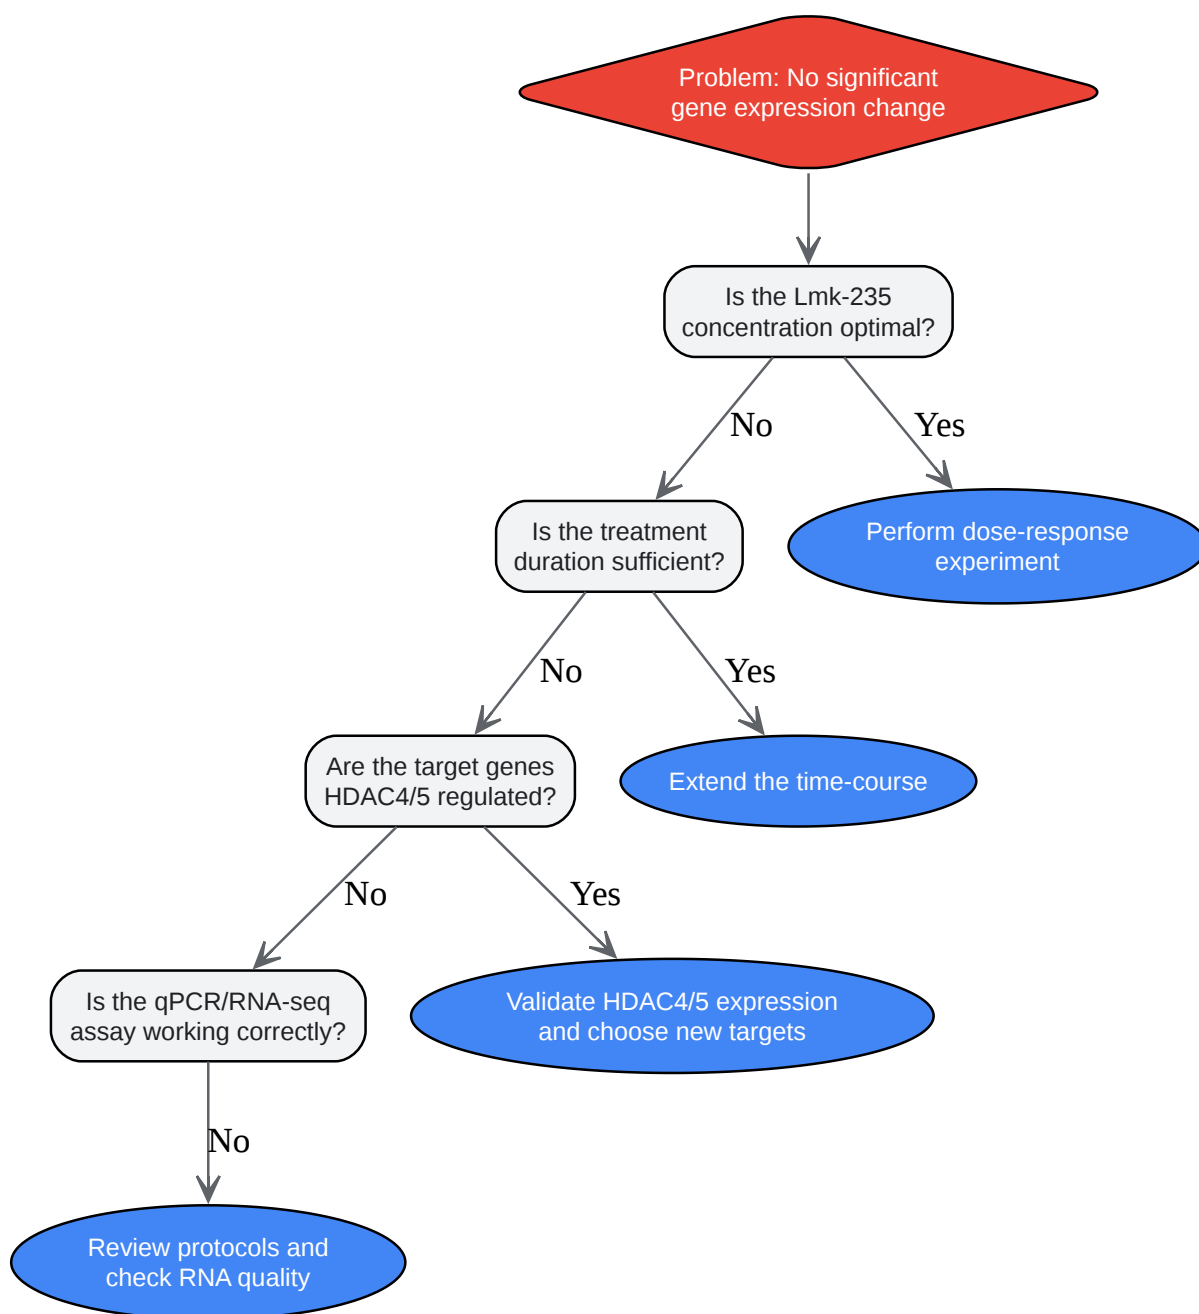 Problem: No significant
gene expression change
Is the Lmk-235
concentration optimal?
No
Yes
Is the treatment
duration sufficient?
Perform dose-response
experiment
No
Yes
Are the target genes
HDAC4/5 regulated?
Extend the time-course
No
Yes
Is the qPCR/RNA-seq
assay working correctly?
Validate HDAC4/5 expression
and choose new targets
No
Review protocols and
check RNA quality